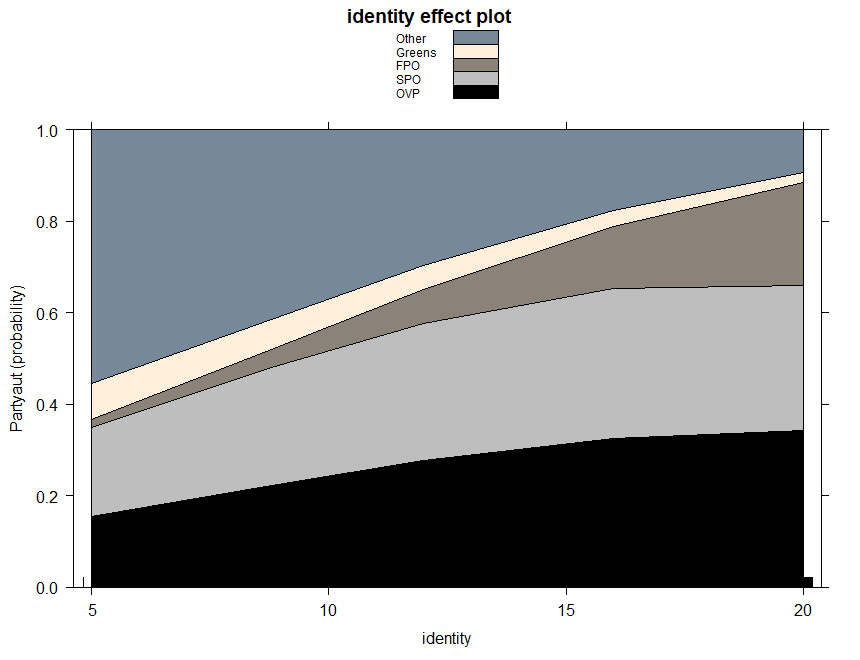 identity effect plot
Other
Greens
FPO
SPO
OVP
1.0
0.8
0.6
0.4
0.2
0.0
Partyaut (probability)
5 10 15 20
identity